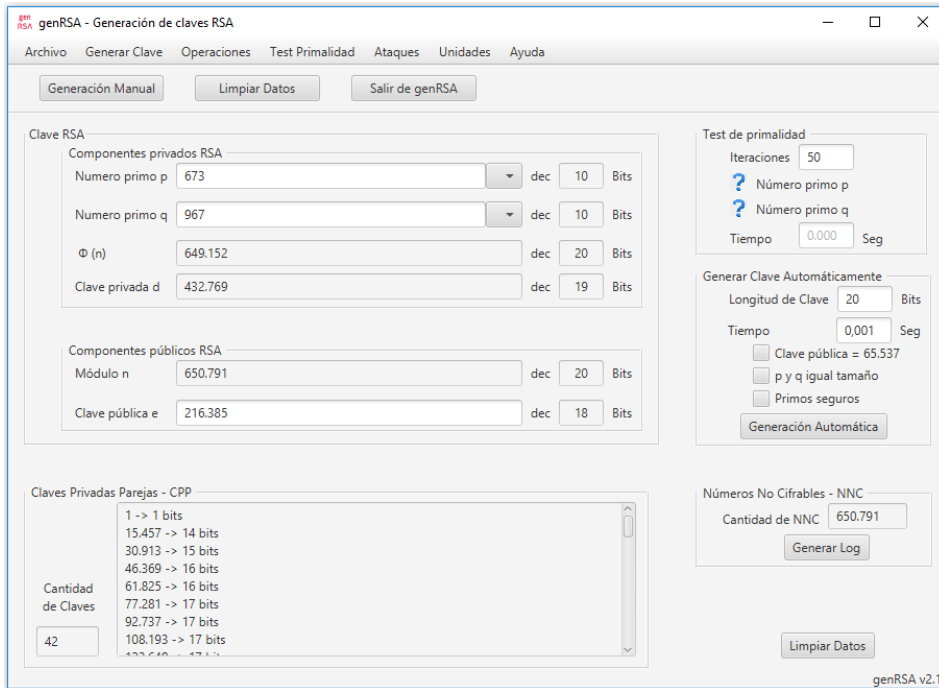 gen RSA genRSA - Generación de claves RSA
Archivo Generar Clave Operaciones Test Primalidad Ataques Unidades Ayuda
Generación Manual Limpiar Datos Salir de genRSA
Clave RSA
Componentes privados RSA
Numero primo p 673 dec 10 Bits
Numero primo q 967 dec 10 Bits
Φ (n) 649.152 dec 20 Bits
Clave privada d 432.769 dec 19 Bits
Componentes públicos RSA
Módulo n 650.791 dec 20 Bits
Clave pública e 216.385 dec 18 Bits
Test de primalidad
Iteraciones 50
? Número primo p
? Número primo q
Tiempo 0.000 Seg
Generar Clave Automáticamente
Longitud de Clave 20 Bits
Tiempo 0,001 Seg
Clave pública = 65.537
p y q igual tamaño
Primos seguros
Generación Automática
Claves Privadas Parejas - CPP
Cantidad
de Claves
42
1 -> 1 bits
15.457 -> 14 bits
30.913 -> 15 bits
46.369 -> 16 bits
61.825 -> 16 bits
77.281 -> 17 bits
92.737 -> 17 bits
108.193 -> 17 bits
Números No Cifrables - NNC
Cantidad de NNC 650.791
Generar Log
Limpiar Datos
genRSA v2.1